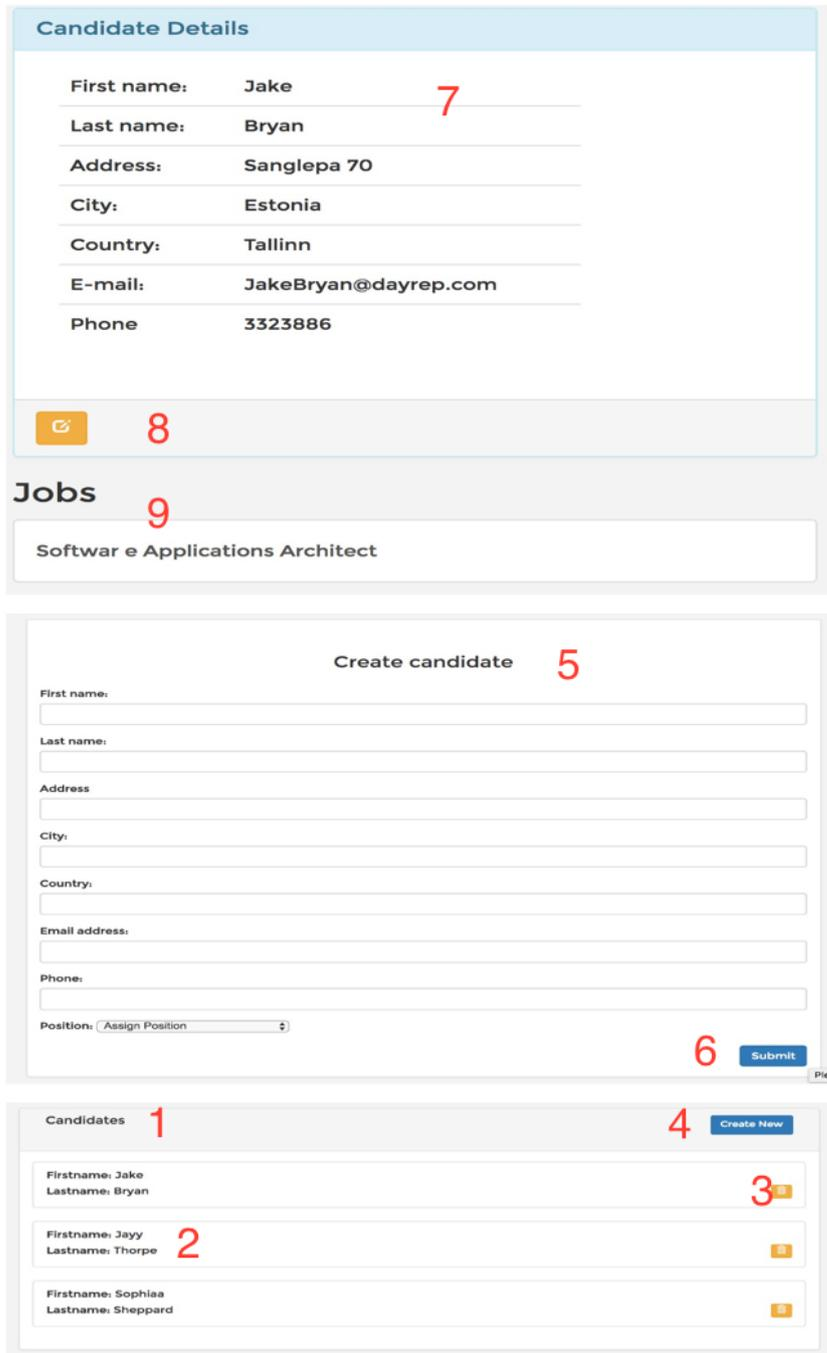 Candidate Details
First name: Jake
7
Last name: Bryan
Address: Sanglepa 70
City: Estonia
Country: Tallinn
E-mail: JakeBryan@dayrep.com
Phone 3323886
8
Jobs
9
Softwar e Applications Architect
Create candidate 5
First name:
Last name:
Address
City:
Country:
Email address:
Phone:
Position: Assign Position
6 Submit
Candidates 1 4 Create New
Firstname: Jake
Lastname: Bryan
3
Firstname: Jayy
Lastname: Thorpe 2
Firstname: Sophiaa
Lastname: Sheppard